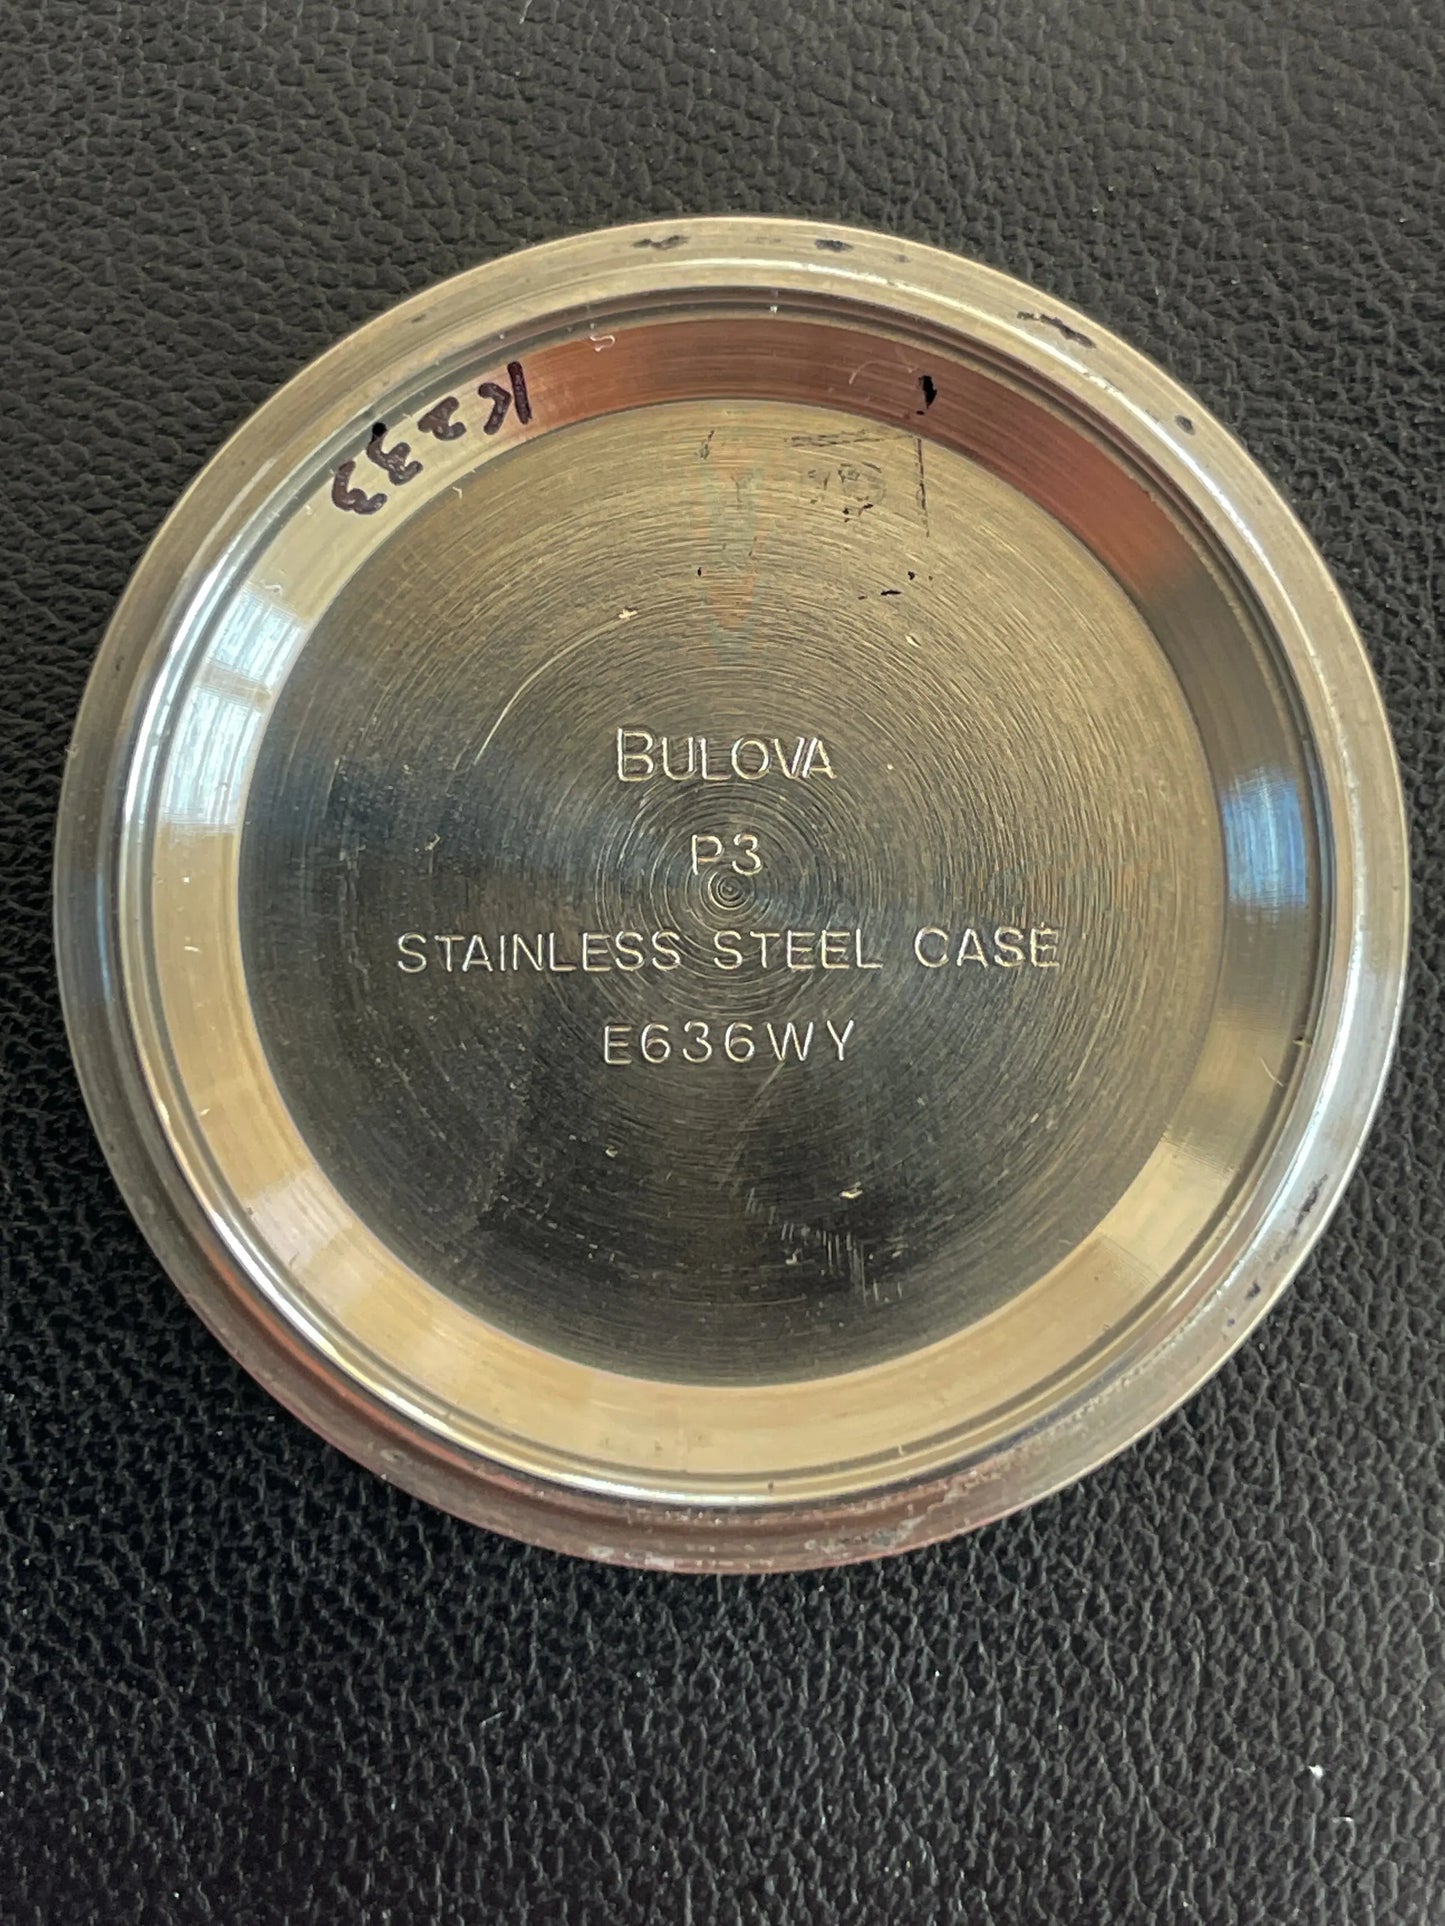 BULOVA
P3
STAINLESS STEEL CASE
E636WY